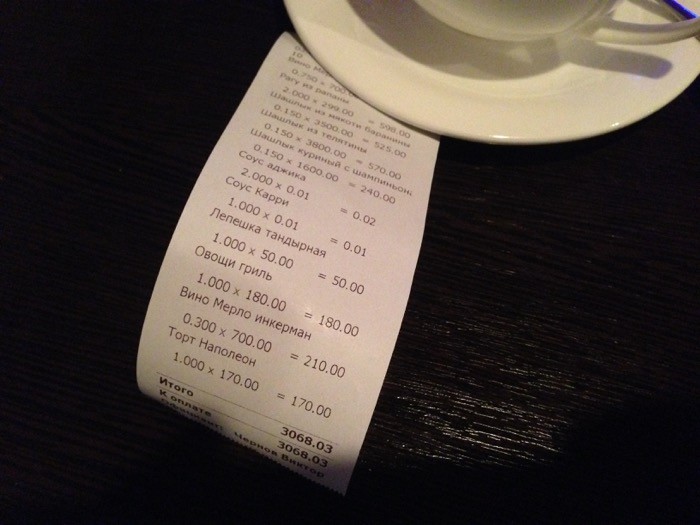 Вино
0.750 x 700
Рагу из рапаны
2.000 x 299.00 = 598.00
Шашлык из мякоти баранины
0.150 x 3500.00 = 525.00
Шашлык из телятины
0.150 x 3800.00 = 570.00
Шашлык куриный с шампиньон
0.150 x 1600.00 = 240.00
Соус аджика
2.000 x 0.01 = 0.02
Соус Карри
1.000 x 0.01 = 0.01
Лепешка тандырная
1.000 x 50.00 = 50.00
Овощи гриль
1.000 x 180.00 = 180.00
Вино Мерло инкерман
0.300 x 700.00 = 210.00
Торт Наполеон
1.000 x 170.00 = 170.00
Итого 3068.03
К оплате 3068.03
Официант: Чернов Виктор